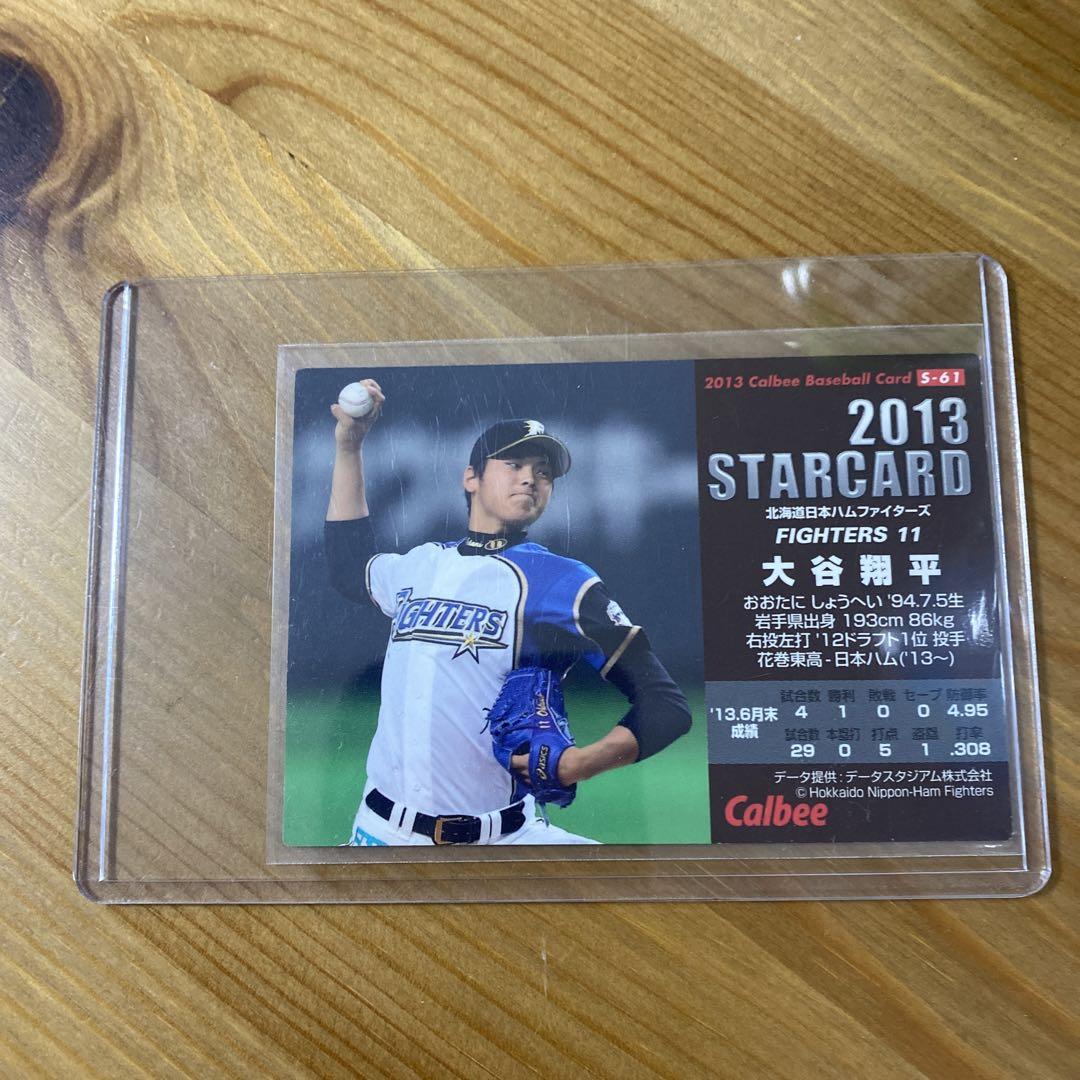 2013 Calbee Baseball Card S-61
2013
STARCARD
北海道日本ハムファイターズ
FIGHTERS 11
大谷翔平
おおたに しょうへい '94.7.5生
岩手県出身 193cm 86kg
右投左打 '12ドラフト1位 投手
花巻東高-日本ハム('13〜)
'13.6月末
成績
試合数 勝利 敗戦 セーブ 防御率
4 1 0 0 4.95
試合数 本塁打 打点 盗塁 打率
29 0 5 1 .308
データ提供:データスタジアム株式会社
© Hokkaido Nippon-Ham Fighters
Calbee
FIGHTERS
11
asics